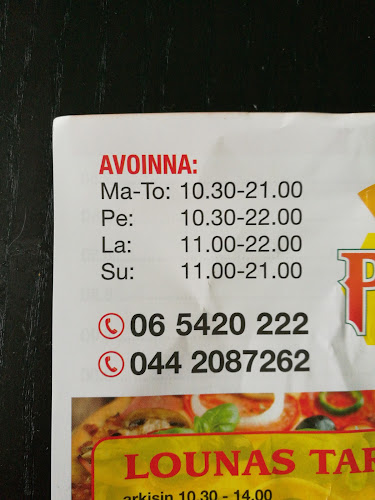 AVOINNA:
Ma-To: 10.30-21.00
Pe: 10.30-22.00
La: 11.00-22.00
Su: 11.00-21.00
06 5420 222
044 2087262
LOUNAS
arkisin 10.30 - 14.00